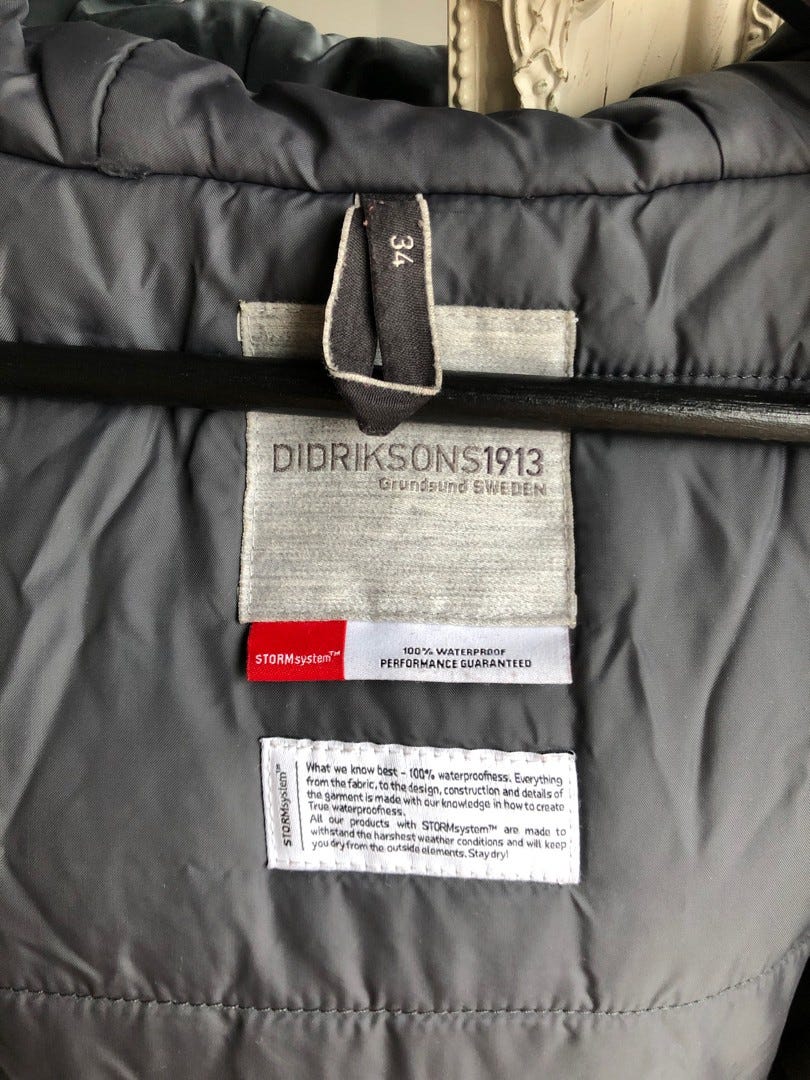 34
DIDRIKSONS1913
Grundsund SWEDEN
STORMsystem™
100% WATERPROOF
PERFORMANCE GUARANTEED
STORMsystem™
What we know best - 100% waterproofness. Everything
from the fabric, to the design, construction and details of
the garment is made with our knowledge in how to create
True waterproofness.
All our products with STORMsystem™ are made to
withstand the harshest weather conditions and will keep
you dry from the outside elements. Stay dry!